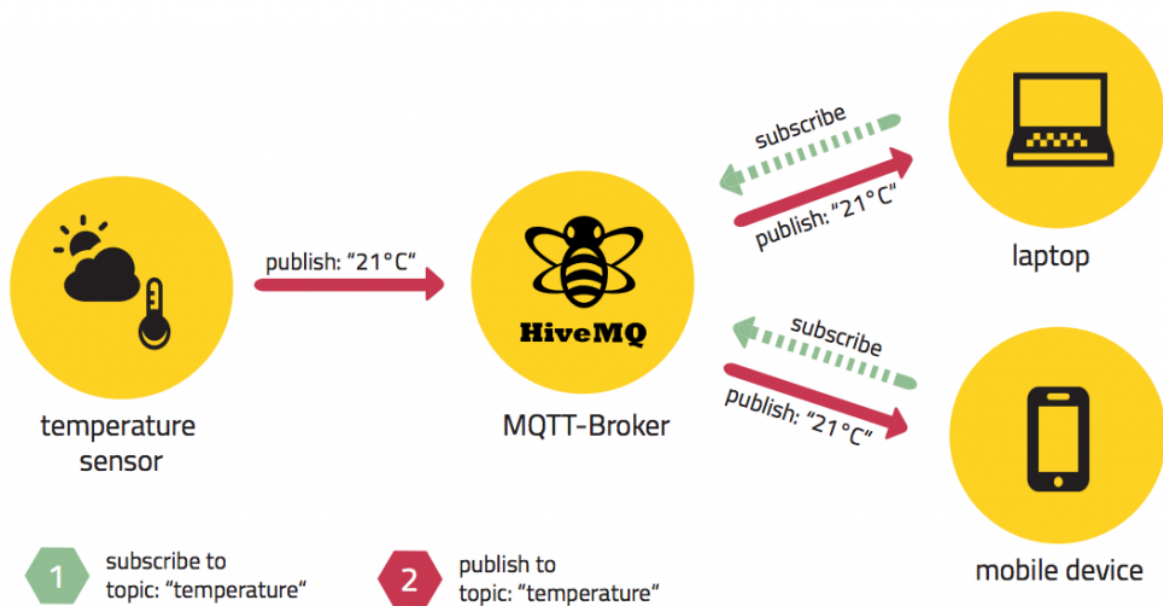 subscribe
publish: “21°C“
laptop
publish: “21°C“
HiveMQ
MQTT-Broker
temperature
sensor
subscribe
publish: “21°C“
mobile device
1
subscribe to
topic: “temperature“
2
publish to
topic: “temperature“